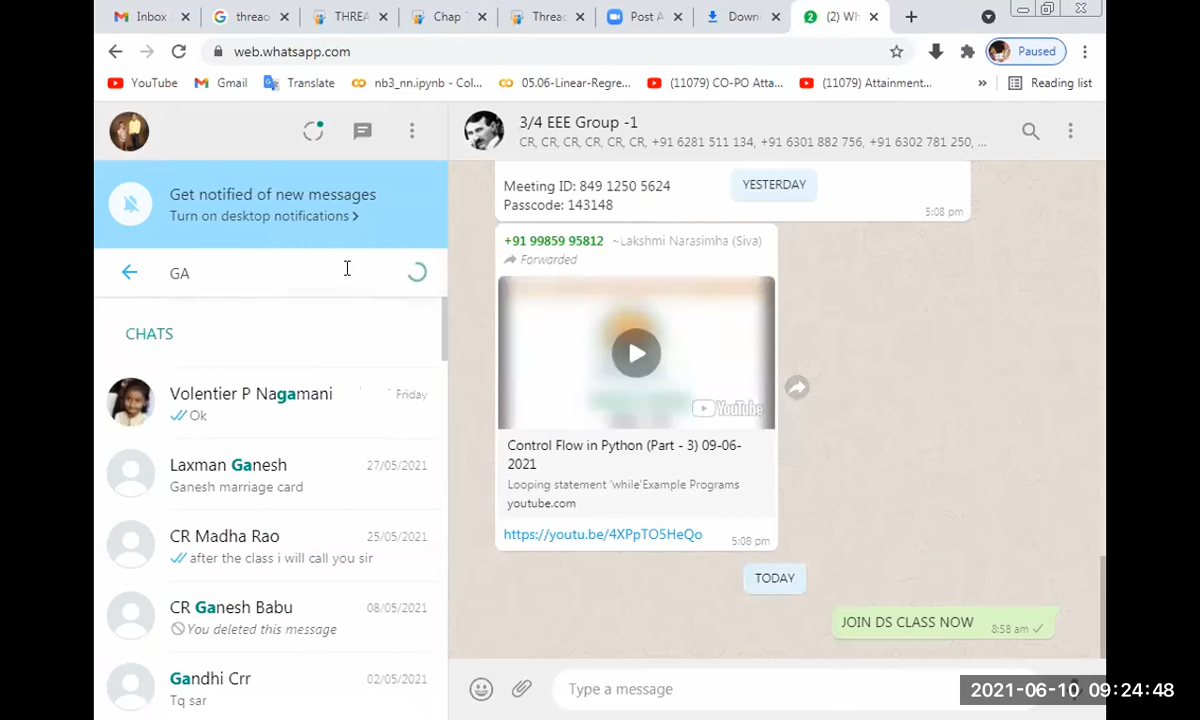 Inbox
threac
THREA
Chap
Threac
Post A
Down
(2) Wh
web.whatsapp.com
Paused
YouTube
Gmail
Translate
nb3_nn.ipynb - Col...
05.06-Linear-Regre...
(11079) CO-PO Atta...
(11079) Attainment...
»
Reading list
3/4 EEE Group -1
CR, CR, CR, CR, CR, CR, +91 6281 511 134, +91 6301 882 756, +91 6302 781 250, ...
Get notified of new messages
Turn on desktop notifications >
GA
CHATS
Volentier P Nagamani
Friday
Ok
Laxman Ganesh
27/05/2021
Ganesh marriage card
CR Madha Rao
25/05/2021
after the class i will call you sir
CR Ganesh Babu
08/05/2021
You deleted this message
Gandhi Crr
02/05/2021
Tq sar
Meeting ID: 849 1250 5624
YESTERDAY
Passcode: 143148
5:08 pm
+91 99859 95812 ~Lakshmi Narasimha (Siva)
Forwarded
YouTube
Control Flow in Python (Part - 3) 09-06-
2021
Looping statement 'while'Example Programs
youtube.com
https://youtu.be/4XPpTO5HeQo
5:08 pm
TODAY
JOIN DS CLASS NOW
8:58 am
Type a message
2021-06-10 09:24:48